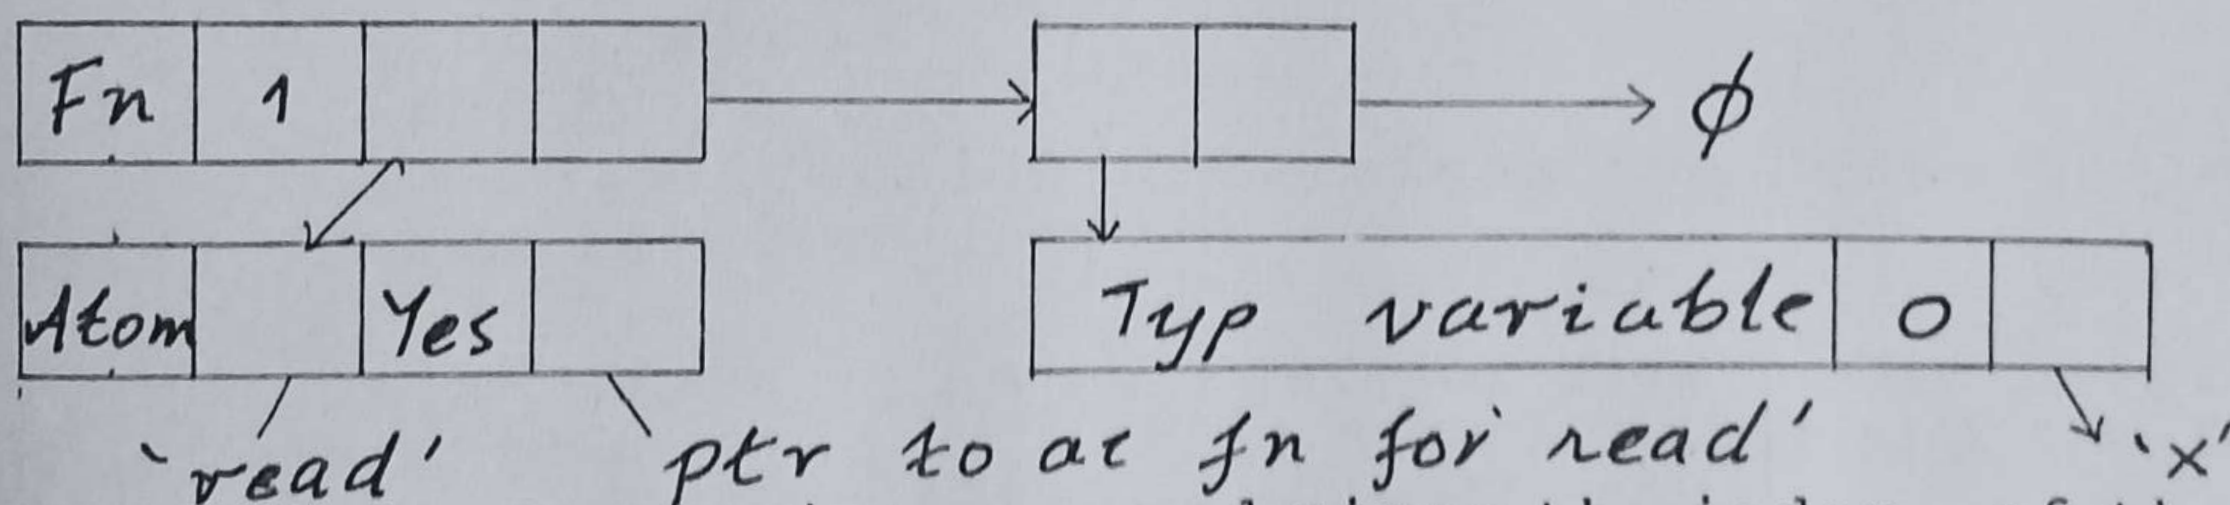 Fn 1 φ
Atom Yes Typ variable 0
'read' ptr to ac fn for read' 'x'